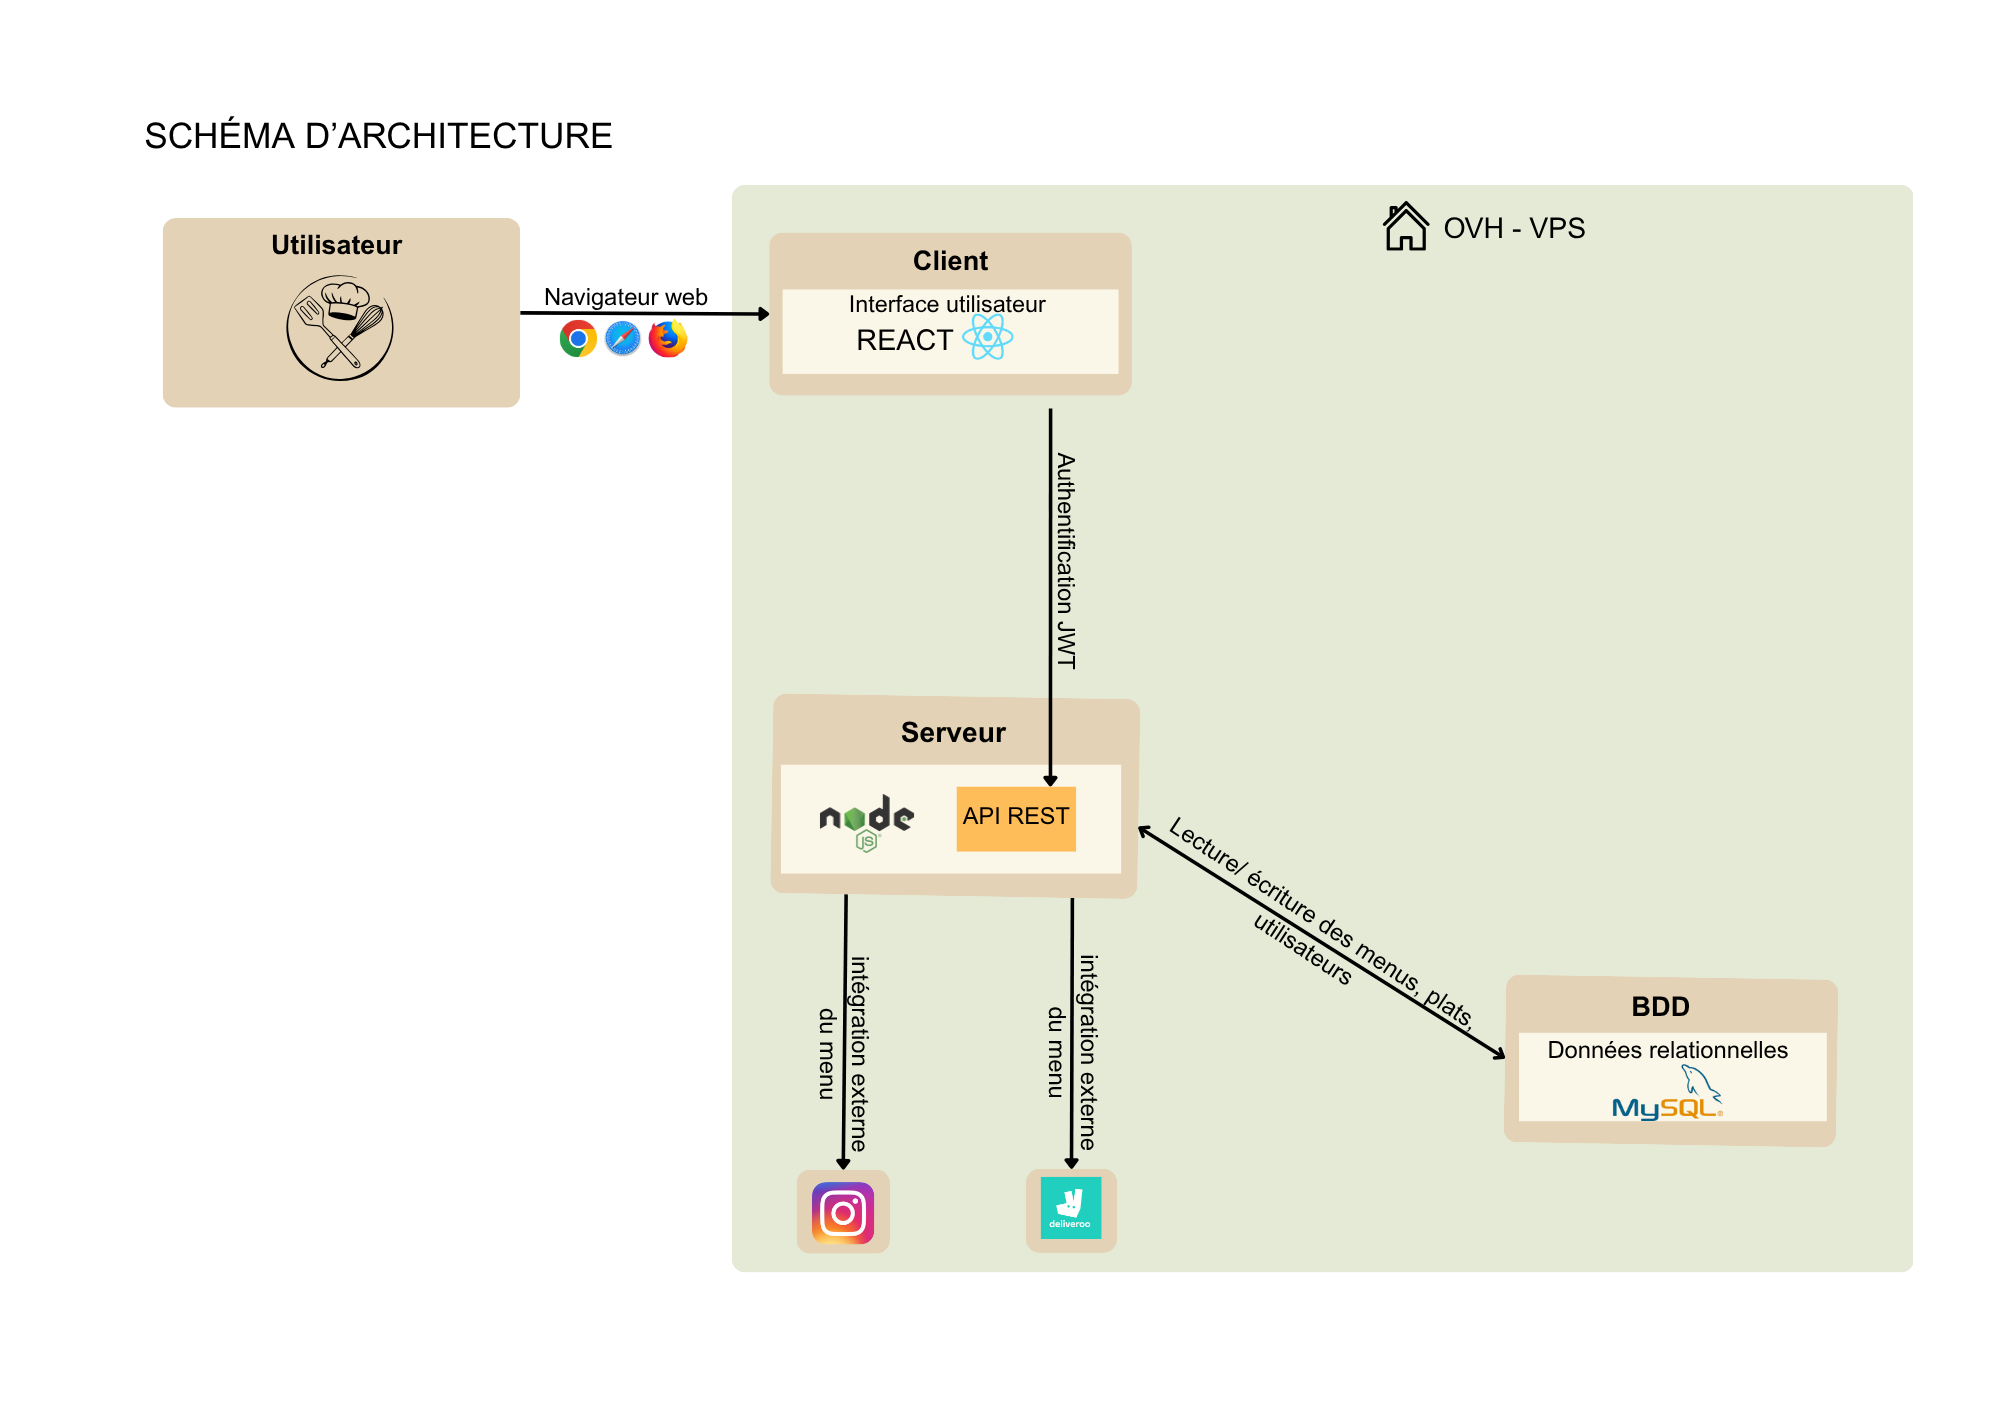 SCHÉMA D’ARCHITECTURE
OVH - VPS
Utilisateur
Navigateur web
Client
Interface utilisateur
REACT
Authentification JWT
Serveur
node
JS
API REST
Lecture/ écriture des menus, plats,
utilisateurs
BDD
Données relationnelles
MySQL®
intégration externe
du menu
intégration externe
du menu
deliveroo